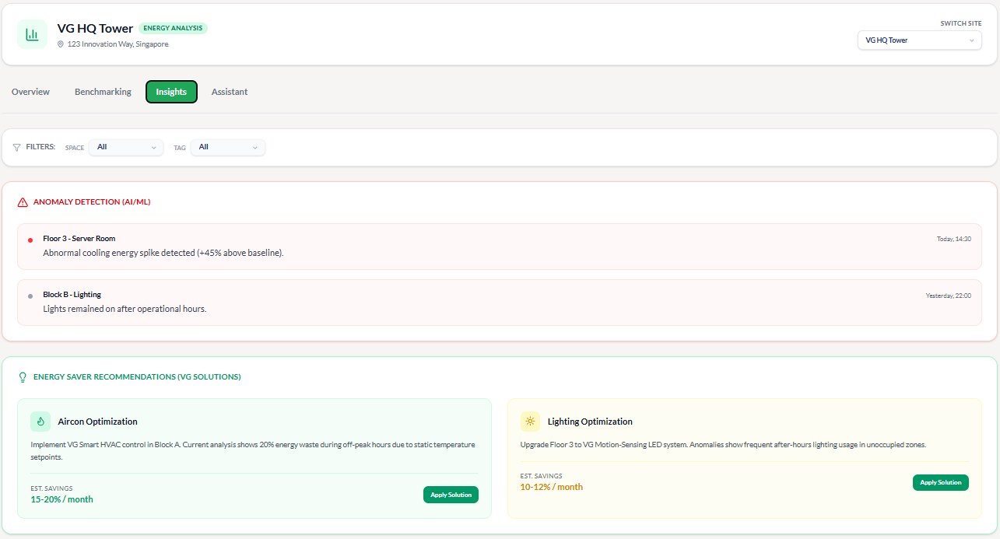 VG HQ Tower ENERGY ANALYSIS
123 Innovation Way, Singapore
SWITCH SITE
VG HQ Tower
Overview Benchmarking Insights Assistant
FILTERS: SPACE All TAG All
ANOMALY DETECTION (AI/ML)
Floor 3 - Server Room Today, 14:30
Abnormal cooling energy spike detected (+45% above baseline).
Block B - Lighting Yesterday, 22:00
Lights remained on after operational hours.
ENERGY SAVER RECOMMENDATIONS (VG SOLUTIONS)
Aircon Optimization
Implement VG Smart HVAC control in Block A. Current analysis shows 20% energy waste during off-peak hours due to static temperature
setpoints.
EST. SAVINGS
15-20% / month
Apply Solution
Lighting Optimization
Upgrade Floor 3 to VG Motion-Sensing LED system. Anomalies show frequent after-hours lighting usage in unoccupied zones.
EST. SAVINGS
10-12% / month
Apply Solution